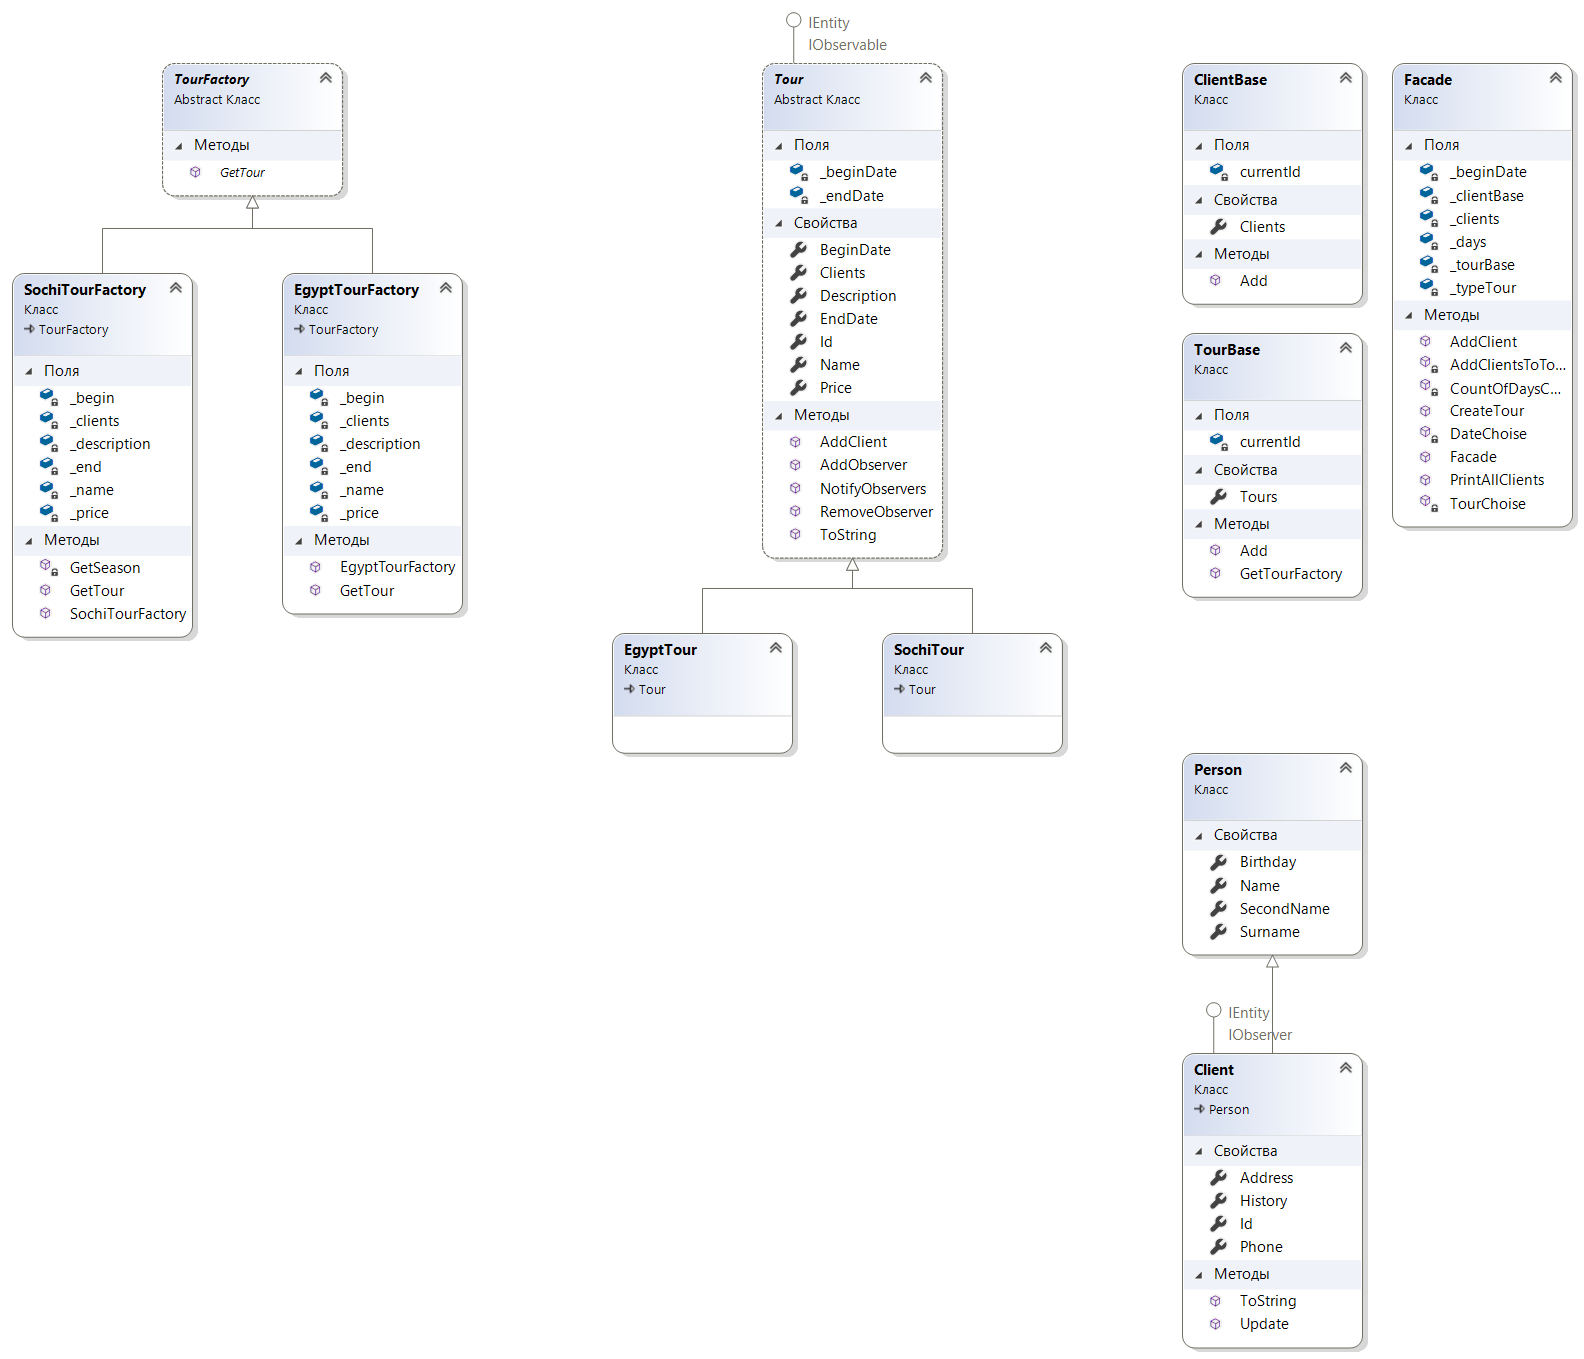 TourFactory
Abstract Класс
Методы
GetTour
SochiTourFactory
Класс
TourFactory
Поля
_begin
_clients
_description
_end
_name
_price
Методы
GetSeason
GetTour
SochiTourFactory
EgyptTourFactory
Класс
TourFactory
Поля
_begin
_clients
_description
_end
_name
_price
Методы
EgyptTourFactory
GetTour
IEntity
IObservable
Tour
Abstract Класс
Поля
_beginDate
_endDate
Свойства
BeginDate
Clients
Description
EndDate
Id
Name
Price
Методы
AddClient
AddObserver
NotifyObservers
RemoveObserver
ToString
EgyptTour
Класс
Tour
SochiTour
Класс
Tour
ClientBase
Класс
Поля
currentId
Свойства
Clients
Методы
Add
TourBase
Класс
Поля
currentId
Свойства
Tours
Методы
Add
GetTourFactory
Facade
Класс
Поля
_beginDate
_clientBase
_clients
_days
_tourBase
_typeTour
Методы
AddClient
AddClientsToTo...
CountOfDaysC...
CreateTour
DateChoise
Facade
PrintAllClients
TourChoise
Person
Класс
Свойства
Birthday
Name
SecondName
Surname
IEntity
IObserver
Client
Класс
Person
Свойства
Address
History
Id
Phone
Методы
ToString
Update